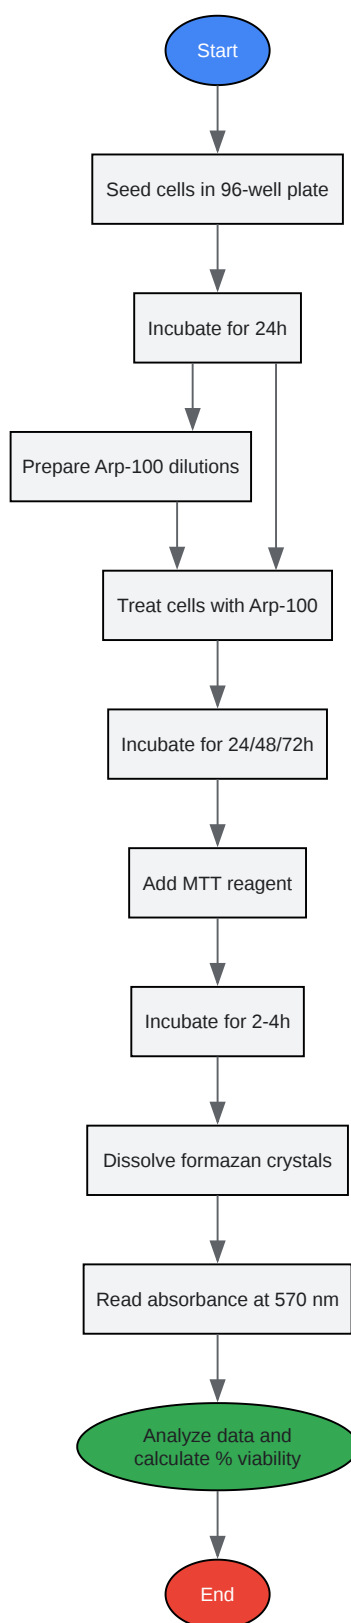 Start
Seed cells in 96-well plate
Incubate for 24h
Prepare Arp-100 dilutions
Treat cells with Arp-100
Incubate for 24/48/72h
Add MTT reagent
Incubate for 2-4h
Dissolve formazan crystals
Read absorbance at 570 nm
Analyze data and
calculate % viability
End